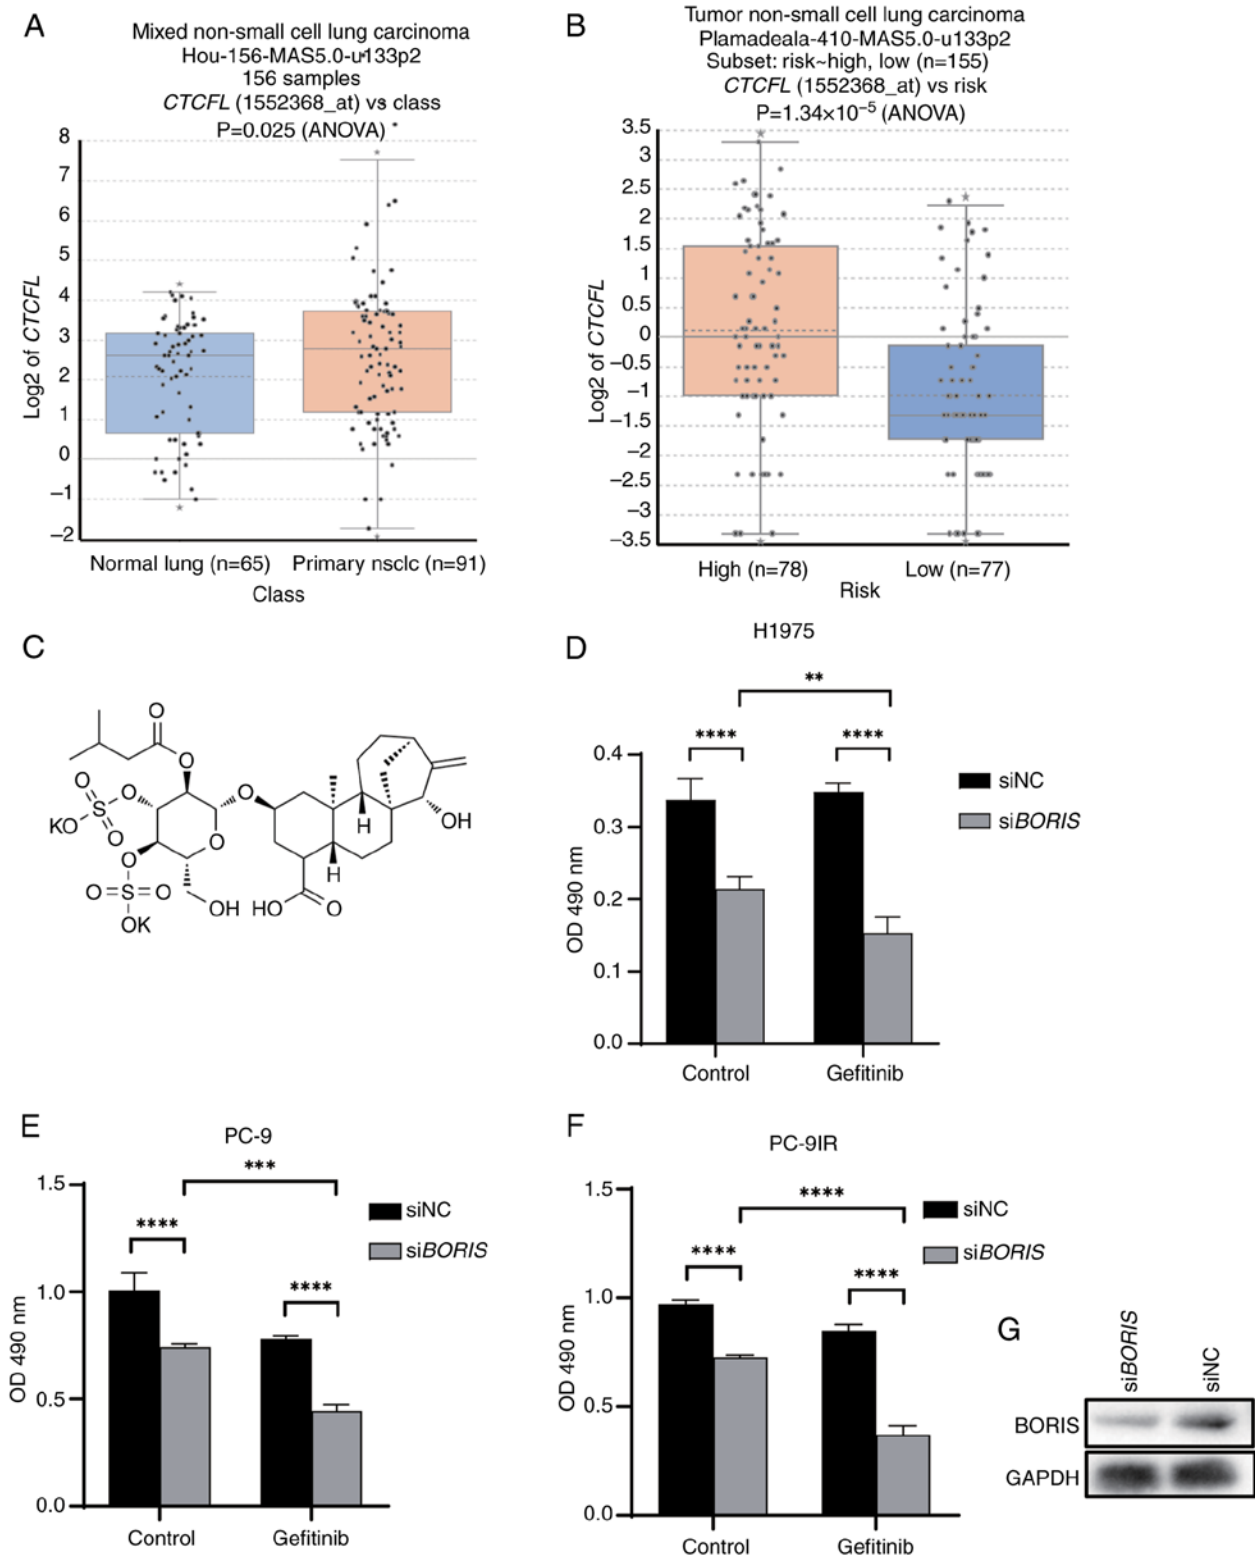 A
Mixed non-small cell lung carcinoma
Hou-156-MAS5.0-u133p2
156 samples
CTCFL (1552368_at) vs class
P=0.025 (ANOVA)
8
7
6
5
4
3
2
1
0
−1
−2
Log2 of CTCFL
Normal lung (n=65) Primary nsclc (n=91)
Class
B
Tumor non-small cell lung carcinoma
Plamadeala-410-MAS5.0-u133p2
Subset: risk~high, low (n=155)
CTCFL (1552368_at) vs risk
P=1.34×10⁻⁵ (ANOVA)
3.5
3
2.5
2
1.5
1
0.5
0
−0.5
−1
−1.5
−2
−2.5
−3
−3.5
Log2 of CTCFL
High (n=78) Low (n=77)
Risk
C
O
O
O
O
S
KO
O
O
O
O
O
S
O
OK
OH
HO
O
H
H
OH
D
H1975
**
**** ****
0.4
0.3
0.2
0.1
0.0
OD 490 nm
Control Gefitinib
siNC
siBORIS
E
PC-9
***
****
****
1.5
1.0
0.5
0.0
OD 490 nm
Control Gefitinib
siNC
siBORIS
F
PC-9IR
****
****
****
1.5
1.0
0.5
0.0
OD 490 nm
Control Gefitinib
siNC
siBORIS
G
siBORIS
siNC
BORIS
GAPDH